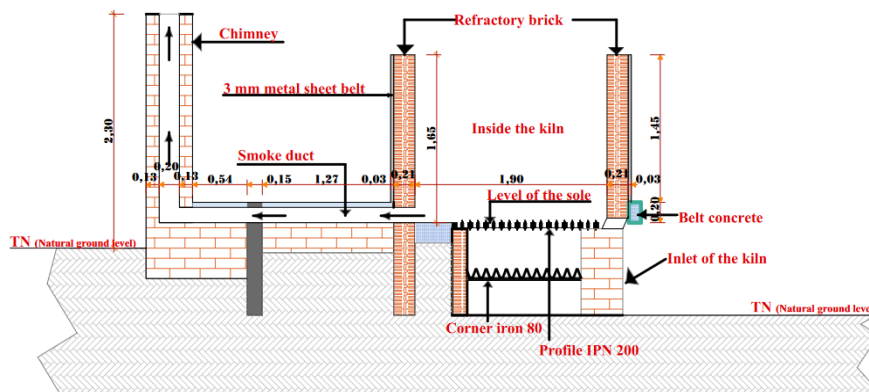 Refractory brick
Chimney
3 mm metal sheet belt
2,30
1,65
Inside the kiln
1,45
Smoke duct
0,13
0,20
0,13
0,54
0,15
1,27
0,03
0,21
1,90
0,21
0,03
Level of the sole
0,20
Belt concrete
TN (Natural ground level)
Inlet of the kiln
TN (Natural ground leve
Corner iron 80
Profile IPN 200